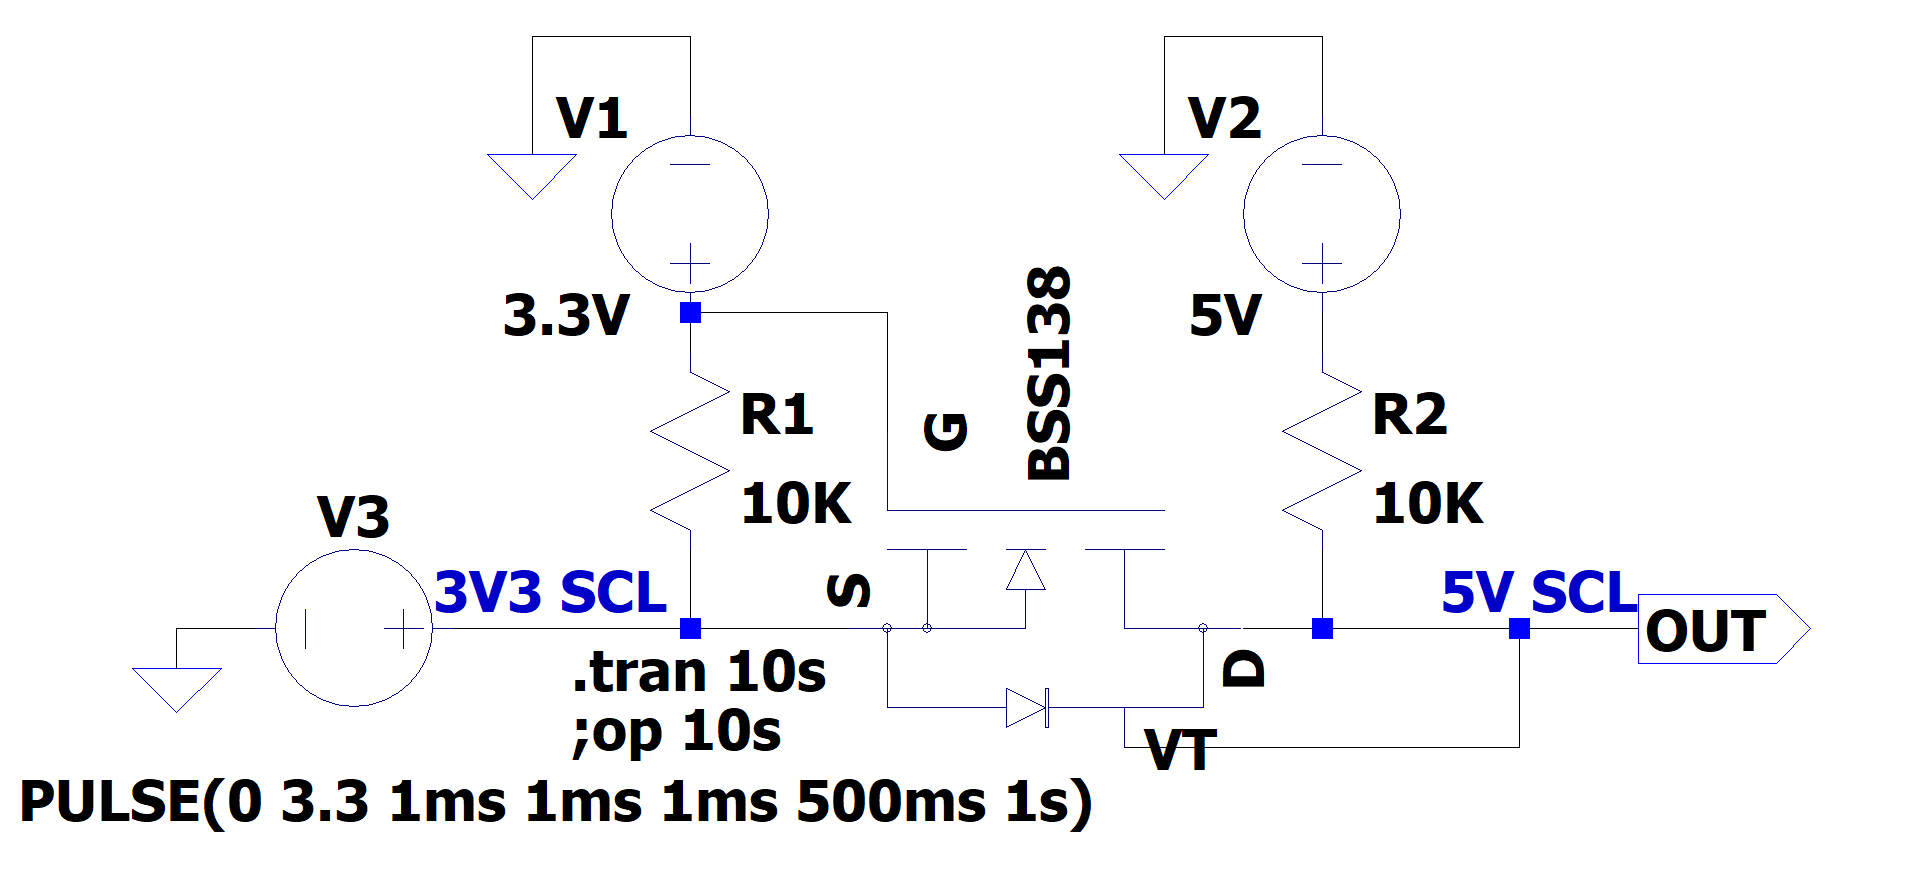 V1
V2
3.3V
5V
BSS138
G
R1
10K
R2
10K
V3
3V3 SCL
S
5V SCL
OUT
D
.tran 10s
;op 10s
VT
PULSE(0 3.3 1ms 1ms 1ms 500ms 1s)